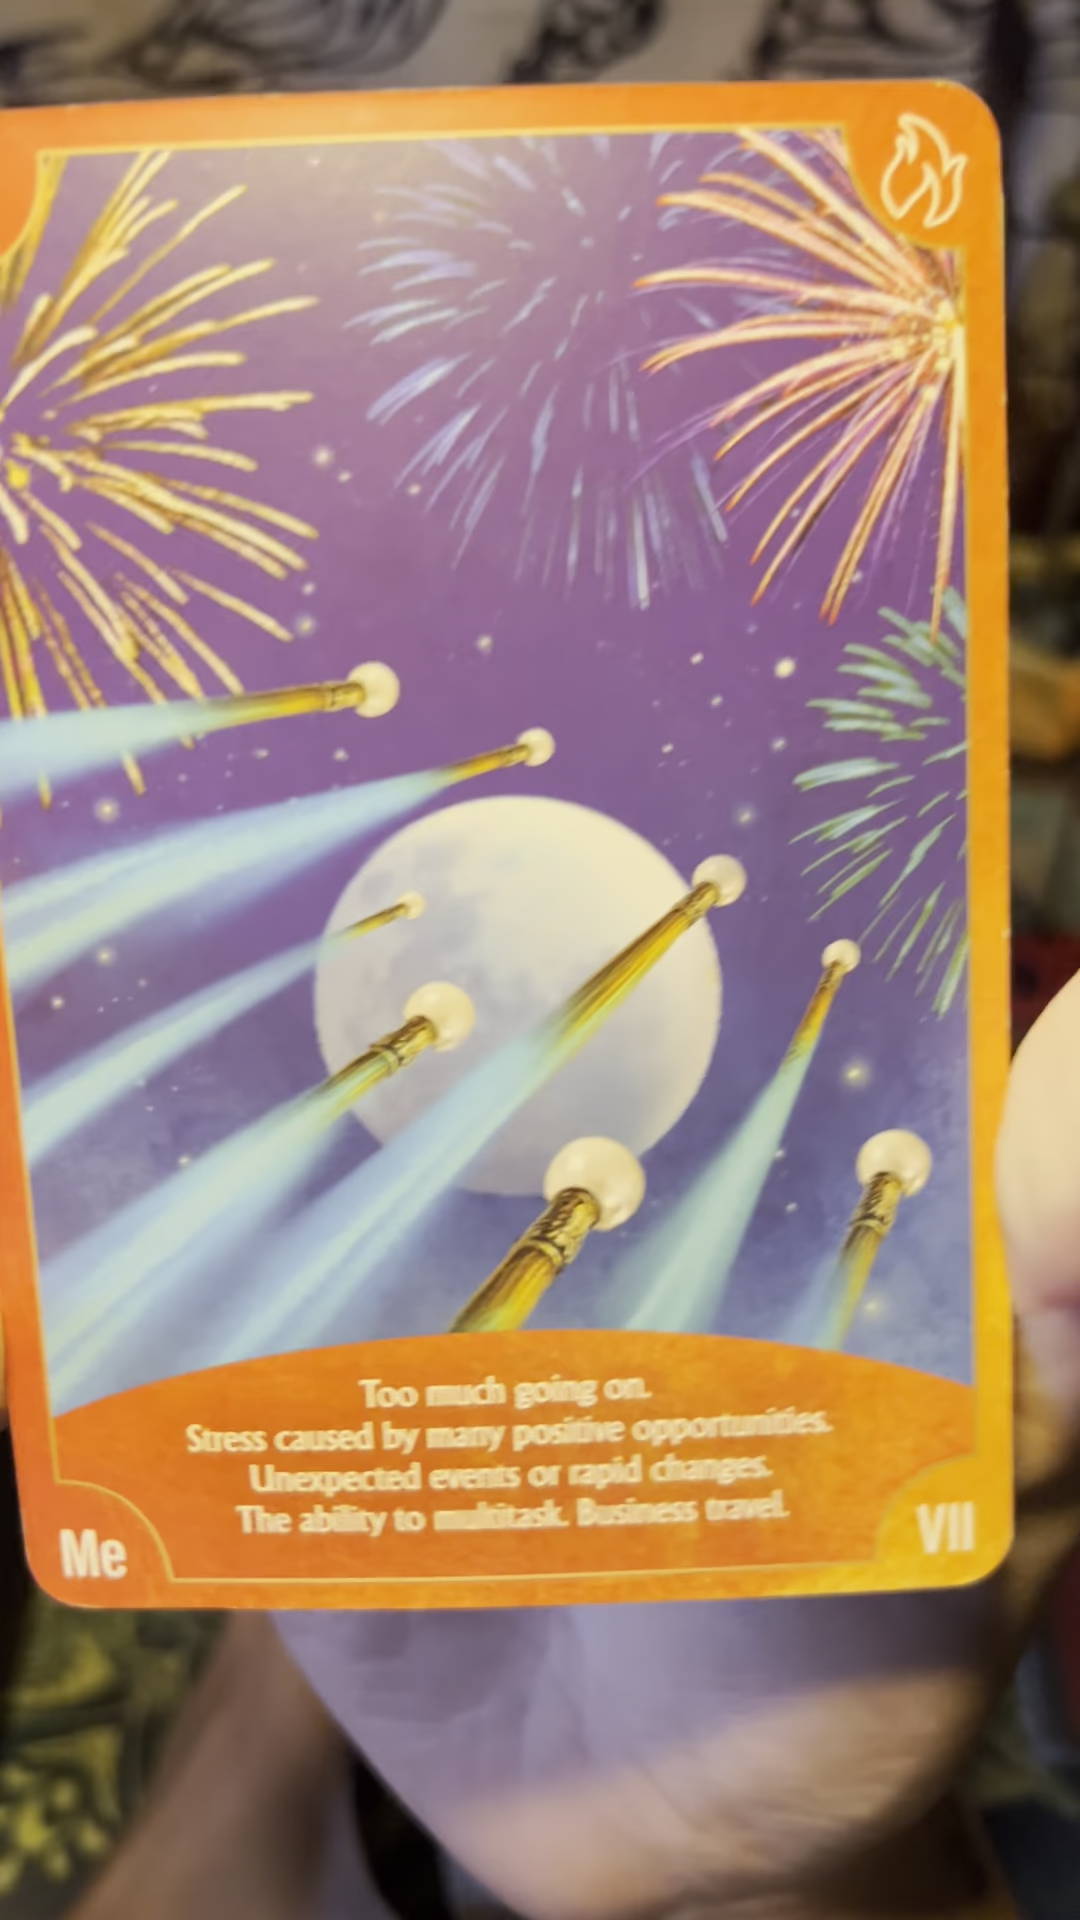 Too much going on.
Stress caused by many positive opportunities.
Unexpected events or rapid changes.
The ability to multitask. Business travel.
Me
VII